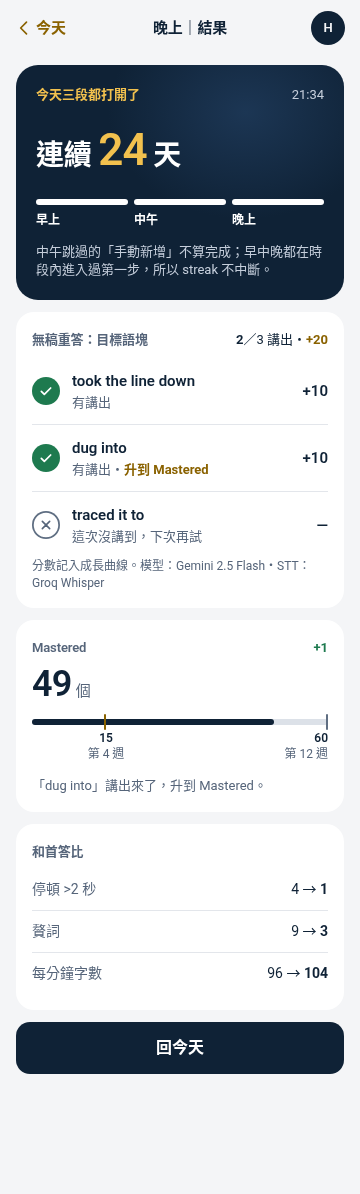 今天
晚上｜結果
H
今天三段都打開了
21:34
連續 24 天
早上
中午
晚上
中午跳過的「手動新增」不算完成；早中晚都在時
段內進入過第一步，所以 streak 不中斷。
無稿重答：目標語塊
2／3 講出・+20
took the line down
有講出
+10
dug into
有講出・升到 Mastered
+10
traced it to
這次沒講到，下次再試
–
分數記入成長曲線。模型：Gemini 2.5 Flash・STT：
Groq Whisper
Mastered
+1
49 個
15
第 4 週
60
第 12 週
「dug into」講出來了，升到 Mastered。
和首答比
停頓 >2 秒
4 → 1
贅詞
9 → 3
每分鐘字數
96 → 104
回今天